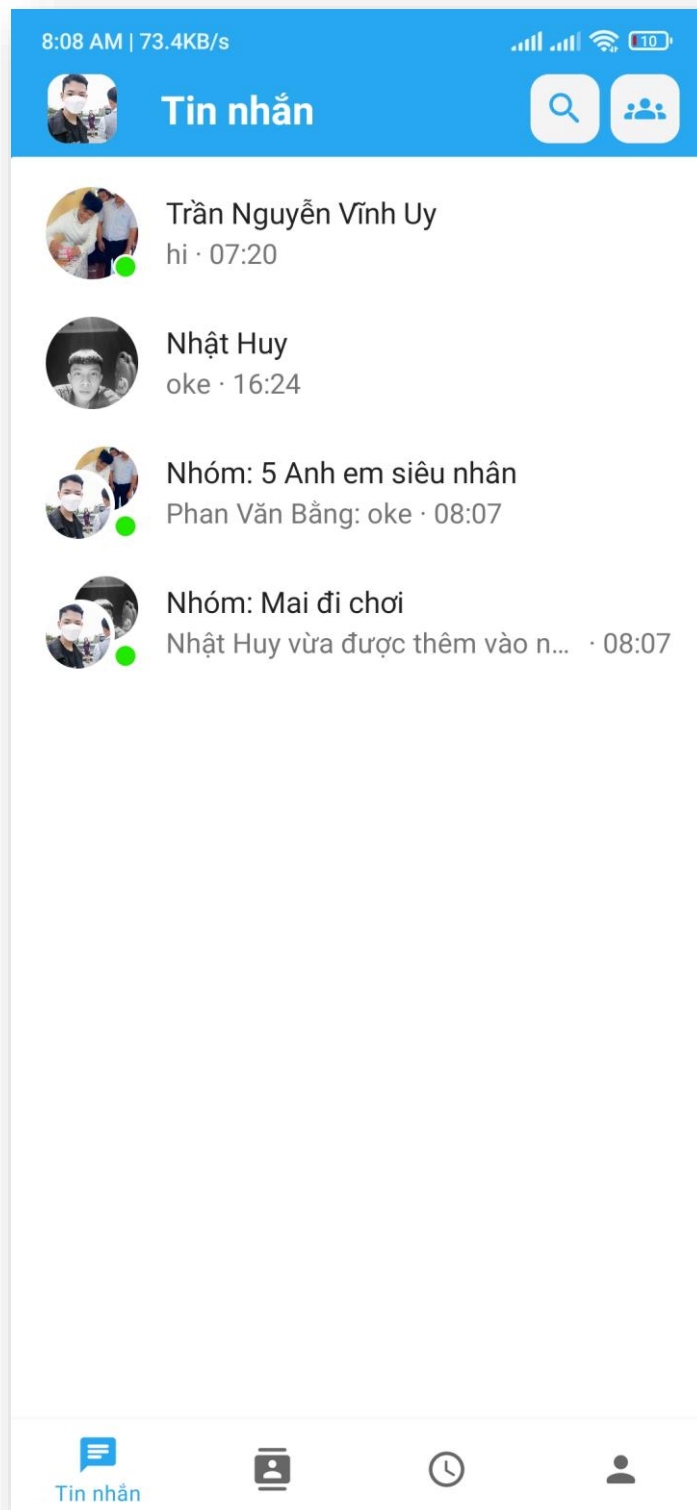 8:08 AM | 73.4KB/s 10
Tin nhắn
Trần Nguyễn Vĩnh Uy
hi · 07:20
Nhật Huy
oke · 16:24
Nhóm: 5 Anh em siêu nhân
Phan Văn Bằng: oke · 08:07
Nhóm: Mai đi chơi
Nhật Huy vừa được thêm vào n... · 08:07
Tin nhắn